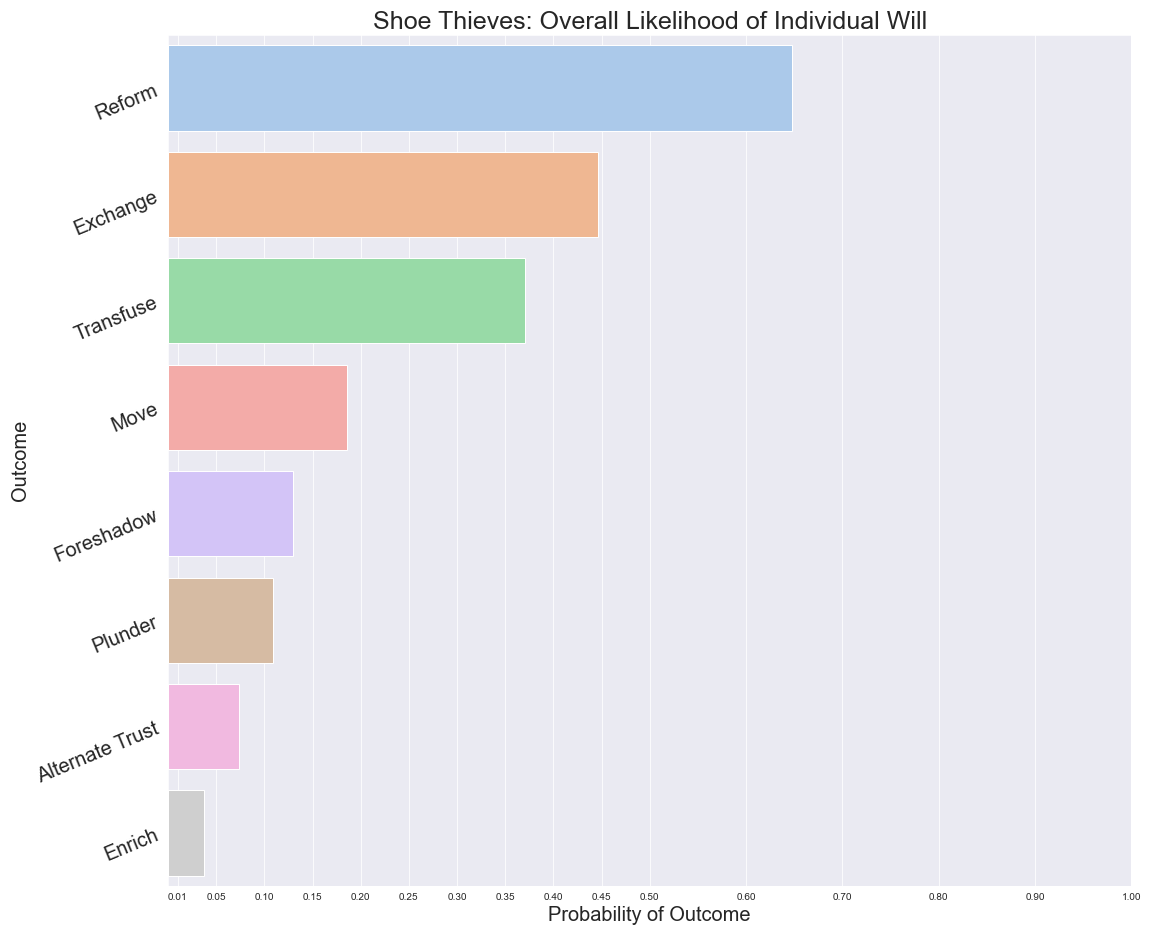 Shoe Thieves: Overall Likelihood of Individual Will
Reform
Exchange
Transfuse
Move
Foreshadow
Plunder
Alternate Trust
Enrich
Outcome
0.01 0.05 0.10 0.15 0.20 0.25 0.30 0.35 0.40 0.45 0.50 0.60 0.70 0.80 0.90 1.00
Probability of Outcome